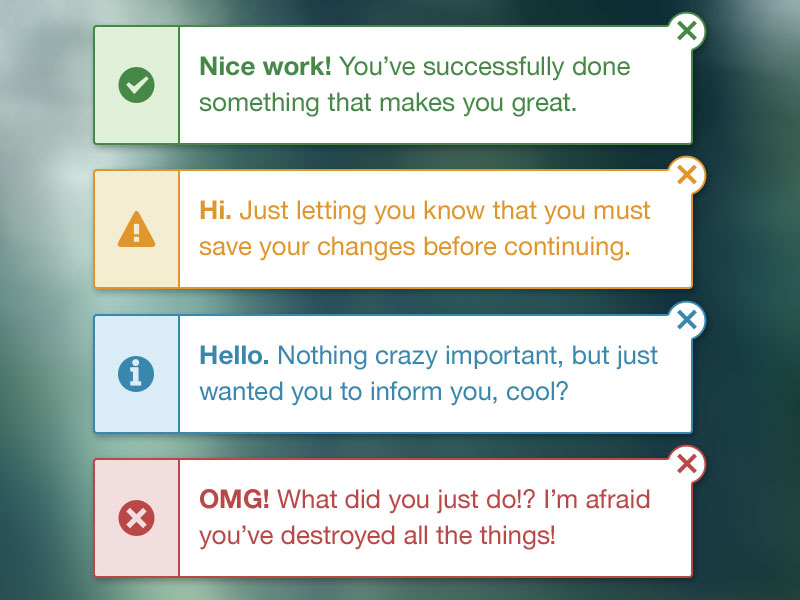 Nice work! You’ve successfully done
something that makes you great.
Hi. Just letting you know that you must
save your changes before continuing.
Hello. Nothing crazy important, but just
wanted you to inform you, cool?
OMG! What did you just do!? I’m afraid
you’ve destroyed all the things!